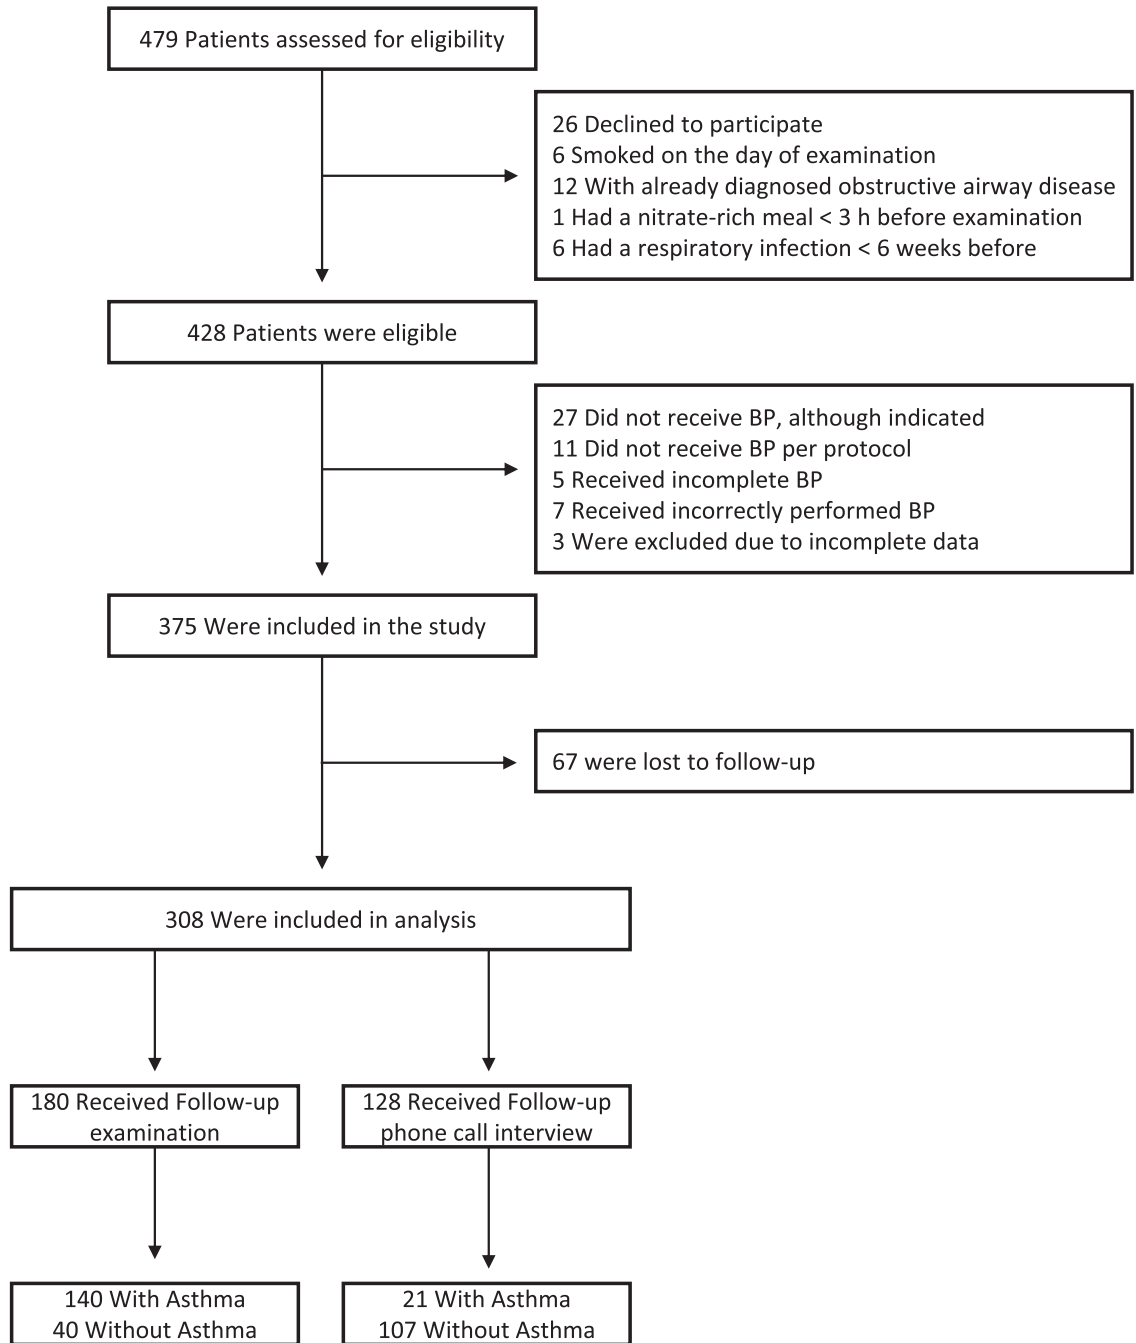 479 Patients assessed for eligibility
26 Declined to participate
6 Smoked on the day of examination
12 With already diagnosed obstructive airway disease
1 Had a nitrate-rich meal < 3 h before examination
6 Had a respiratory infection < 6 weeks before
428 Patients were eligible
27 Did not receive BP, although indicated
11 Did not receive BP per protocol
5 Received incomplete BP
7 Received incorrectly performed BP
3 Were excluded due to incomplete data
375 Were included in the study
67 were lost to follow-up
308 Were included in analysis
180 Received Follow-up
examination
128 Received Follow-up
phone call interview
140 With Asthma
40 Without Asthma
21 With Asthma
107 Without Asthma